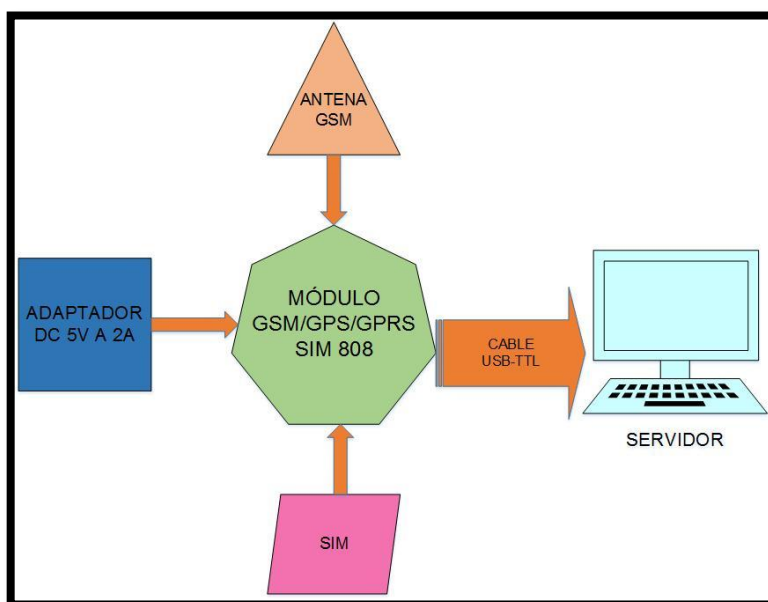 ANTENA
GSM
ADAPTADOR
DC 5V A 2A
MÓDULO
GSM/GPS/GPRS
SIM 808
CABLE
USB-TTL
SERVIDOR
SIM